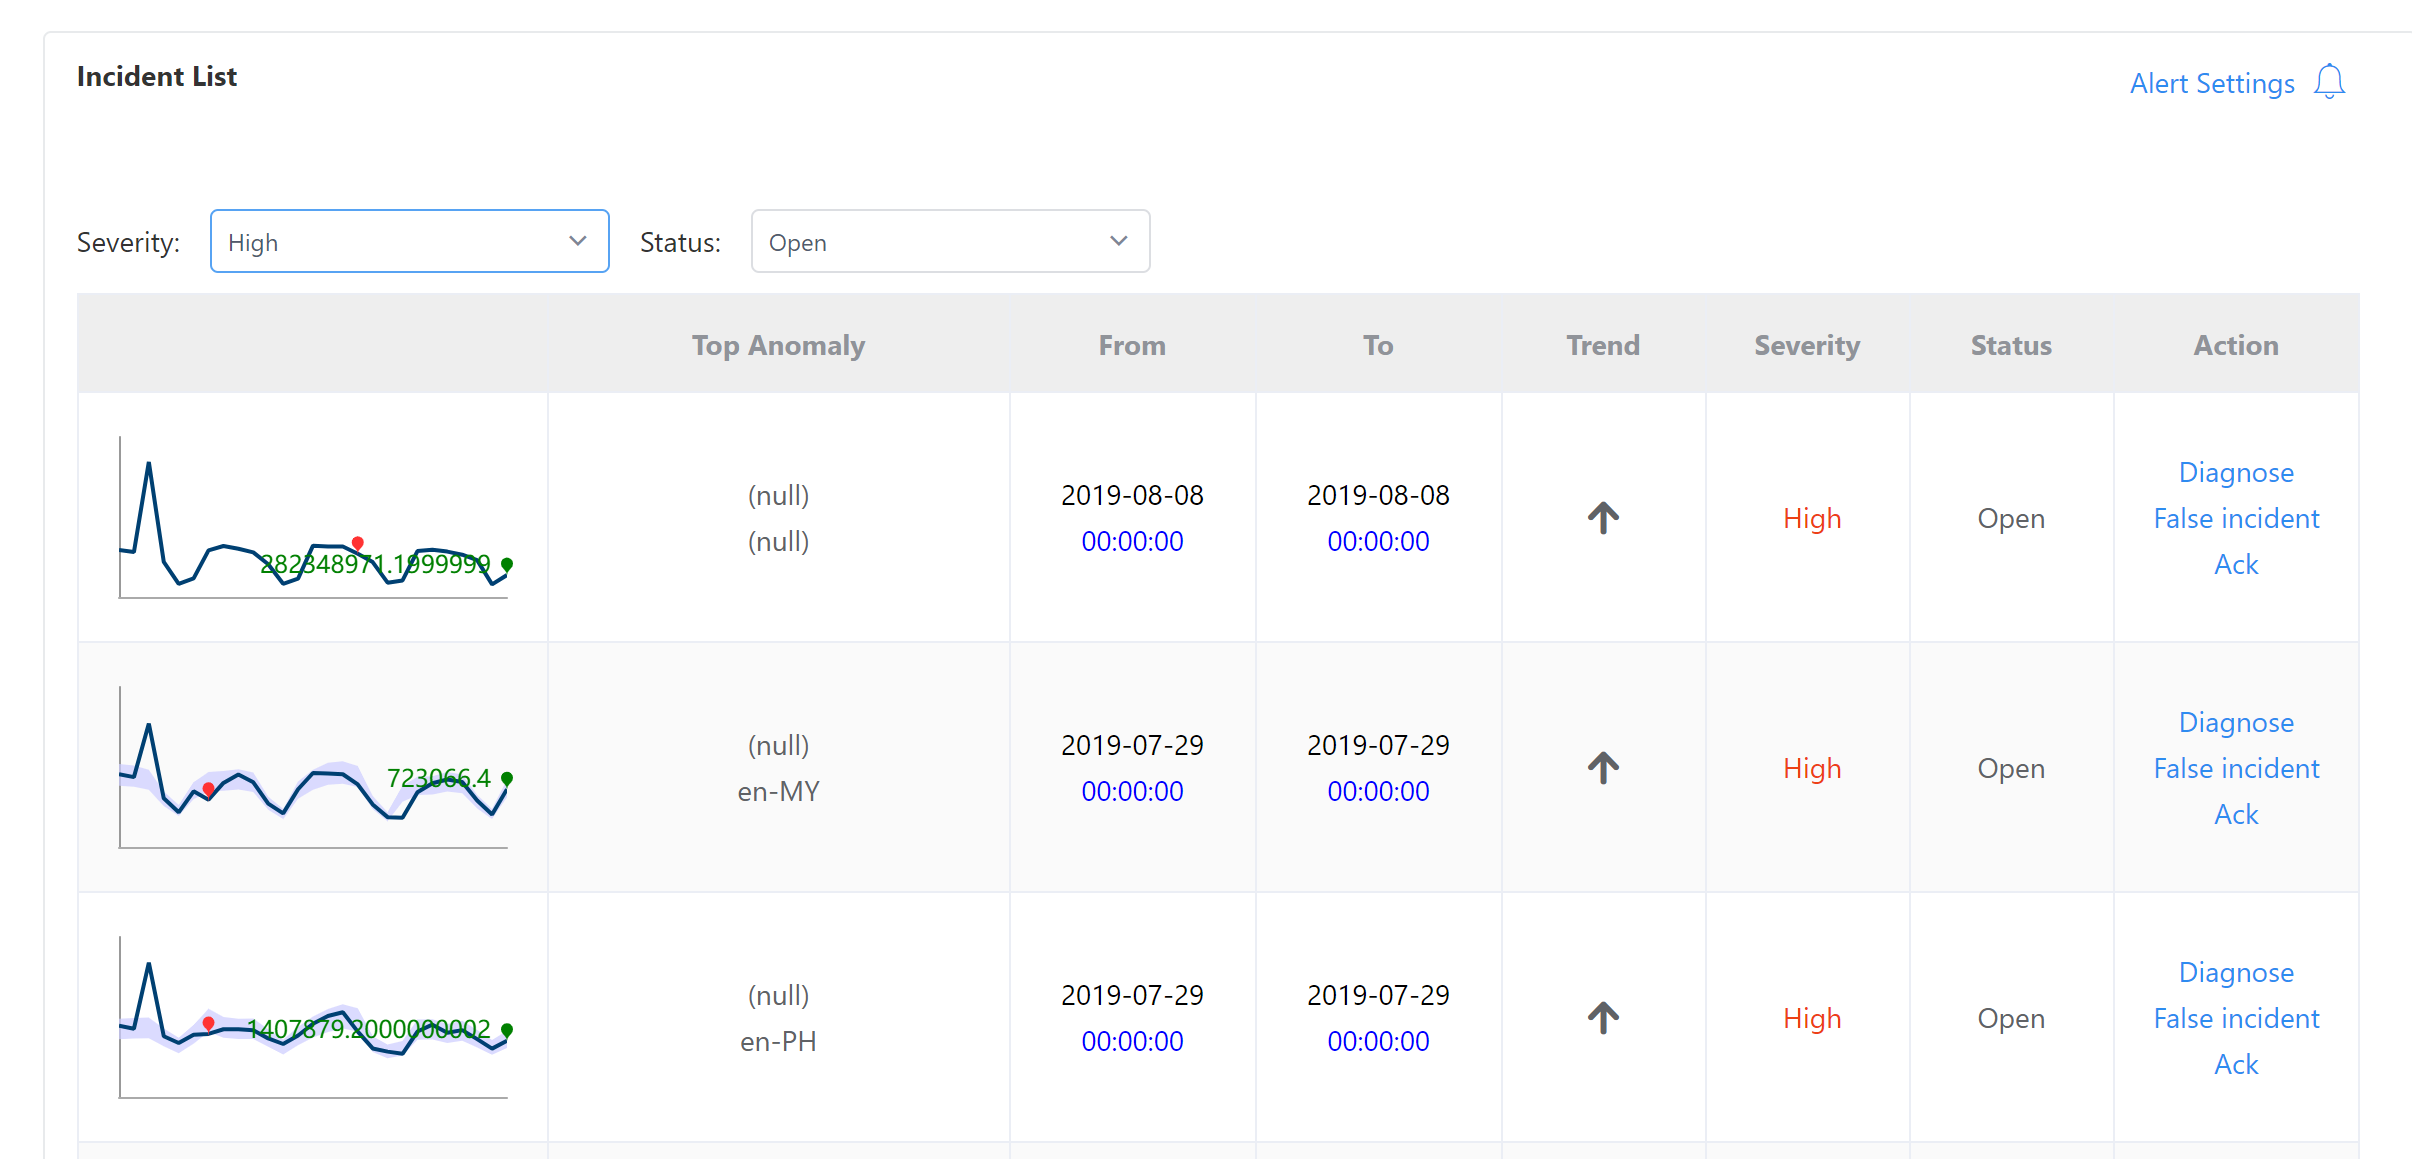 Incident List
Alert Settings
Severity: High Status: Open
Top Anomaly From To Trend Severity Status Action
282348971.1999999
(null)
(null)
2019-08-08
00:00:00
2019-08-08
00:00:00
High
Open
Diagnose
False incident
Ack
723066.4
(null)
en-MY
2019-07-29
00:00:00
2019-07-29
00:00:00
High
Open
Diagnose
False incident
Ack
1407879.2000000002
(null)
en-PH
2019-07-29
00:00:00
2019-07-29
00:00:00
High
Open
Diagnose
False incident
Ack